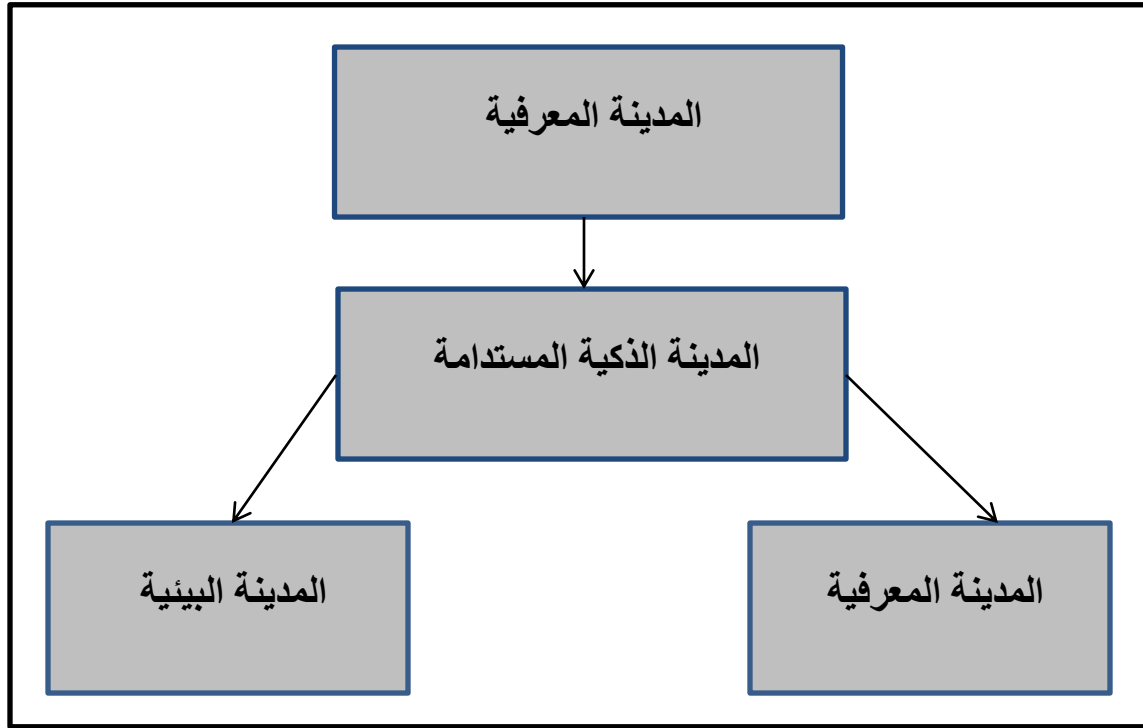 المدينة المعرفية
المدينة الذكية المستدامة
المدينة المعرفية
المدينة البيئية